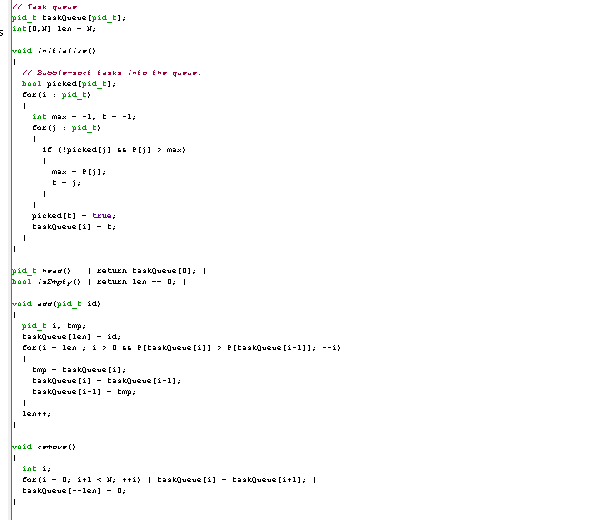 // Task queue
pid_t taskQueue[pid_t];
int[0,N] len = N;
void initialize()
{
// Bubble-sort tasks into the queue.
bool picked[pid_t];
for(i : pid_t)
{
int max = -1, t = -1;
for(j : pid_t)
{
if (!picked[j] && P[j] > max)
{
max = P[j];
t = j;
}
}
picked[t] = true;
taskQueue[i] = t;
}
}
pid_t head() { return taskQueue[0]; }
bool isEmpty() { return len == 0; }
void add(pid_t id)
{
pid_t i, tmp;
taskQueue[len] = id;
for(i = len ; i > 0 && P[taskQueue[i]] > P[taskQueue[i-1]]; --i)
{
tmp = taskQueue[i];
taskQueue[i] = taskQueue[i-1];
taskQueue[i-1] = tmp;
}
len++;
}
void remove()
{
int i;
for(i = 0; i+1 < N; ++i) { taskQueue[i] = taskQueue[i+1]; }
taskQueue[--len] = 0;
}